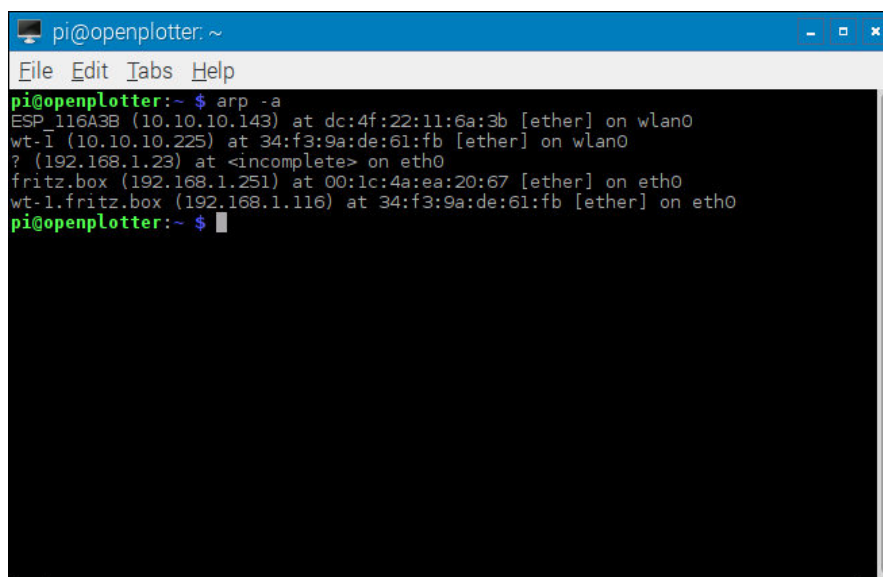 pi@openplotter: ~
File Edit Tabs Help
pi@openplotter:~ $ arp -a
ESP_116A3B (10.10.10.143) at dc:4f:22:11:6a:3b [ether] on wlan0
wt-1 (10.10.10.225) at 34:f3:9a:de:61:fb [ether] on wlan0
? (192.168.1.23) at <incomplete> on eth0
fritz.box (192.168.1.251) at 00:1c:4a:ea:20:67 [ether] on eth0
wt-1.fritz.box (192.168.1.116) at 34:f3:9a:de:61:fb [ether] on eth0
pi@openplotter:~ $